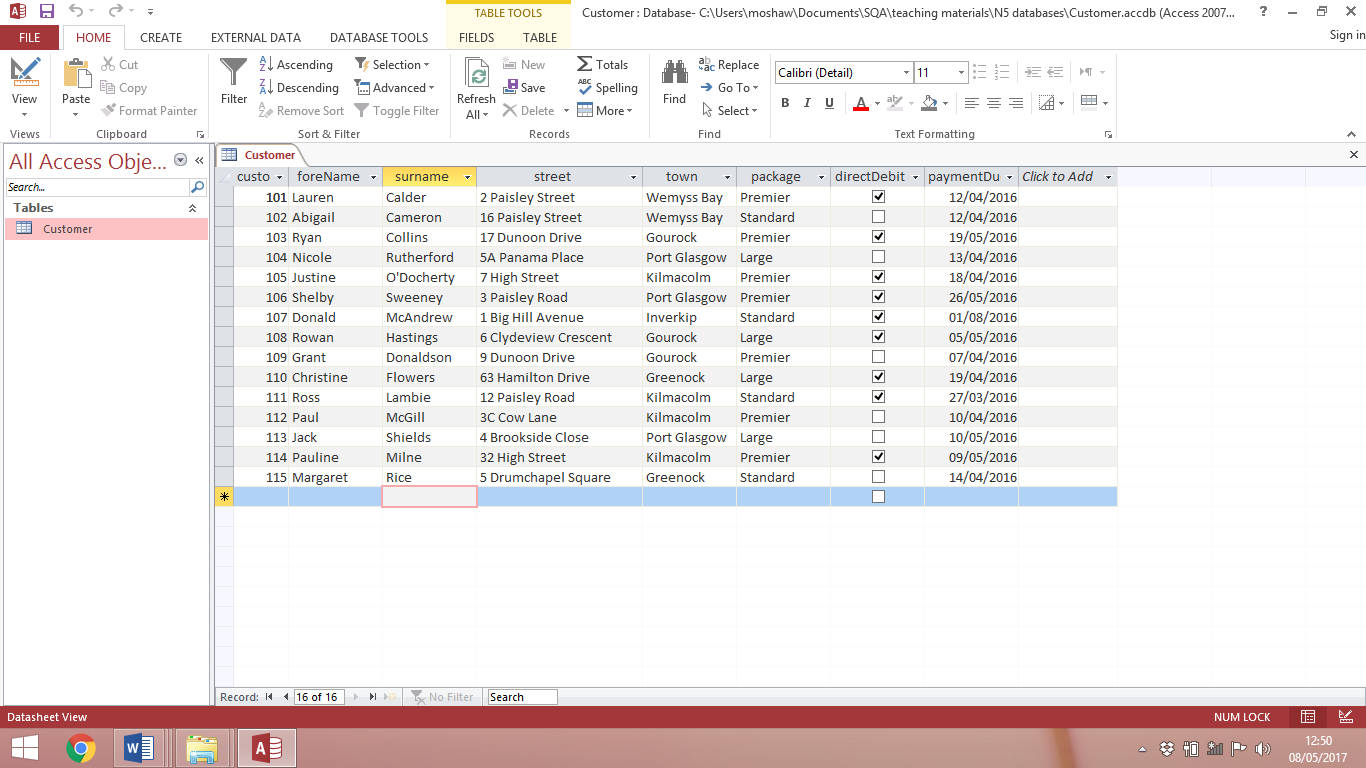 TABLE TOOLS Customer : Database- C:\Users\moshaw\Documents\SQA\teaching materials\N5 databases\Customer.accdb (Access 2007... ?
FILE HOME CREATE EXTERNAL DATA DATABASE TOOLS FIELDS TABLE Sign in
View Paste Cut Copy Format Painter Filter Ascending Descending Remove Sort Selection Advanced Toggle Filter Refresh All New Save Delete Totals Spelling More Find Replace Go To Select Calibri (Detail) 11 B I U A
Views Clipboard Sort & Filter Records Find Text Formatting
All Access Obje...
Search...
Tables
Customer
Customer
custo foreName surname street town package directDebit paymentDu Click to Add
101 Lauren Calder 2 Paisley Street Wemyss Bay Premier 12/04/2016
102 Abigail Cameron 16 Paisley Street Wemyss Bay Standard 12/04/2016
103 Ryan Collins 17 Dunoon Drive Gourock Premier 19/05/2016
104 Nicole Rutherford 5A Panama Place Port Glasgow Large 13/04/2016
105 Justine O'Docherty 7 High Street Kilmacolm Premier 18/04/2016
106 Shelby Sweeney 3 Paisley Road Port Glasgow Premier 26/05/2016
107 Donald McAndrew 1 Big Hill Avenue Inverkip Standard 01/08/2016
108 Rowan Hastings 6 Clydeview Crescent Gourock Large 05/05/2016
109 Grant Donaldson 9 Dunoon Drive Gourock Premier 07/04/2016
110 Christine Flowers 63 Hamilton Drive Greenock Large 19/04/2016
111 Ross Lambie 12 Paisley Road Kilmacolm Standard 27/03/2016
112 Paul McGill 3C Cow Lane Kilmacolm Premier 10/04/2016
113 Jack Shields 4 Brookside Close Port Glasgow Large 10/05/2016
114 Pauline Milne 32 High Street Kilmacolm Premier 09/05/2016
115 Margaret Rice 5 Drumchapel Square Greenock Standard 14/04/2016
Record: 16 of 16 No Filter Search
Datasheet View NUM LOCK
12:50
08/05/2017